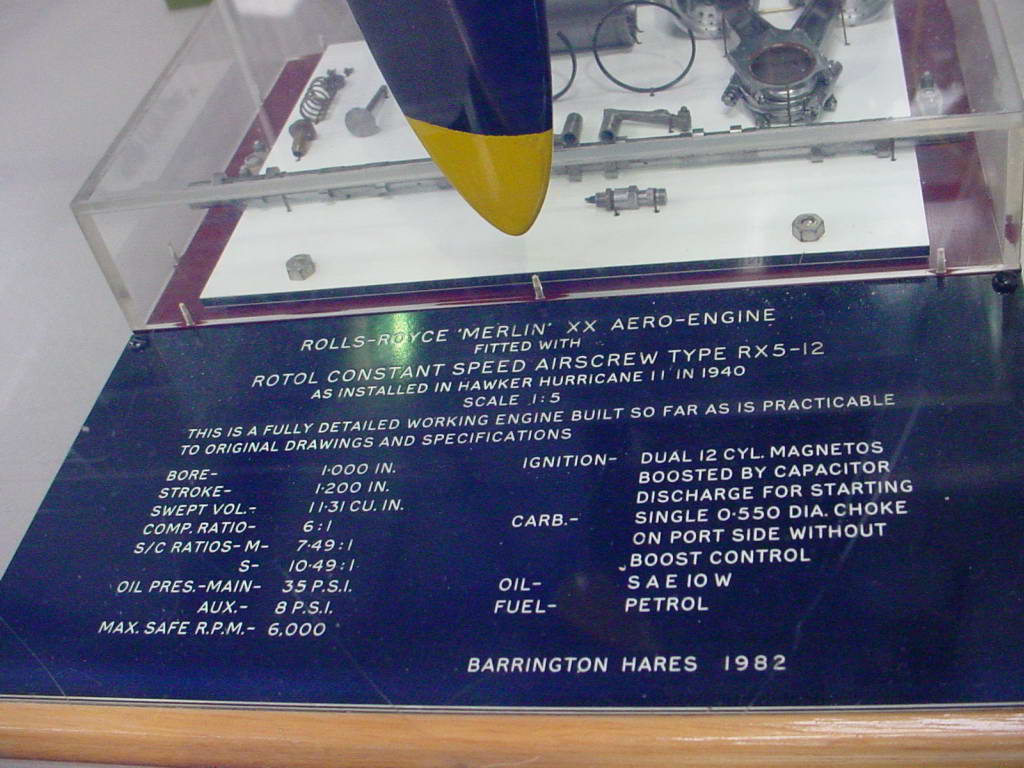 ROLLS-ROYCE 'MERLIN' XX AERO-ENGINE
FITTED WITH
ROTOL CONSTANT SPEED AIRSCREW TYPE RX5-12
AS INSTALLED IN HAWKER HURRICANE II IN 1940
SCALE 1:5
THIS IS A FULLY DETAILED WORKING ENGINE BUILT SO FAR AS IS PRACTICABLE
TO ORIGINAL DRAWINGS AND SPECIFICATIONS
BORE- 1·000 IN.
STROKE- 1·200 IN.
SWEPT VOL.- 11·31 CU. IN.
COMP. RATIO- 6:1
S/C RATIOS-M- 7·49:1
S- 10·49:1
OIL PRES.-MAIN- 35 P.S.I.
AUX.- 8 P.S.I.
MAX. SAFE R.P.M.- 6,000
IGNITION- DUAL 12 CYL. MAGNETOS
BOOSTED BY CAPACITOR
DISCHARGE FOR STARTING
CARB.- SINGLE 0·550 DIA. CHOKE
ON PORT SIDE WITHOUT
BOOST CONTROL
OIL- S A E 10 W
FUEL- PETROL
BARRINGTON HARES 1982